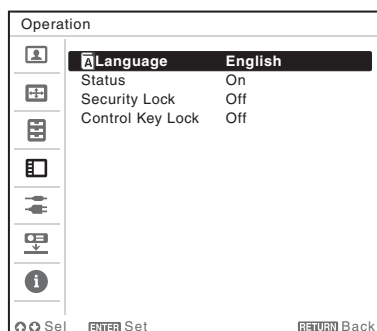 Operation
A Language English
Status On
Security Lock Off
Control Key Lock Off
Sel ENTER Set RETURN Back